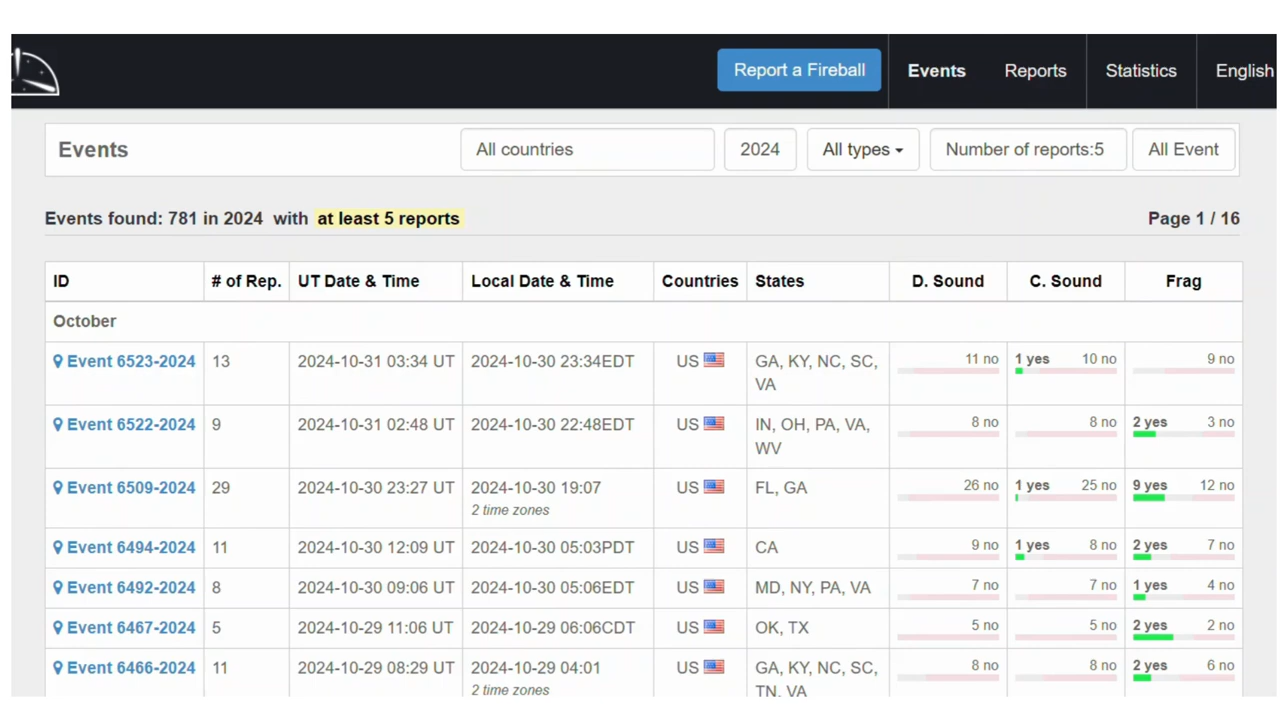 Report a Fireball Events Reports Statistics English
Events All countries 2024 All types Number of reports:5 All Event
Events found: 781 in 2024 with at least 5 reports Page 1 / 16
ID # of Rep. UT Date & Time Local Date & Time Countries States D. Sound C. Sound Frag
October
Event 6523-2024 13 2024-10-31 03:34 UT 2024-10-30 23:34EDT US GA, KY, NC, SC, 11 no 1 yes 10 no 9 no
VA
Event 6522-2024 9 2024-10-31 02:48 UT 2024-10-30 22:48EDT US IN, OH, PA, VA, 8 no 8 no 2 yes 3 no
WV
Event 6509-2024 29 2024-10-30 23:27 UT 2024-10-30 19:07 US FL, GA 26 no 1 yes 25 no 9 yes 12 no
2 time zones
Event 6494-2024 11 2024-10-30 12:09 UT 2024-10-30 05:03PDT US CA 9 no 1 yes 8 no 2 yes 7 no
Event 6492-2024 8 2024-10-30 09:06 UT 2024-10-30 05:06EDT US MD, NY, PA, VA 7 no 7 no 1 yes 4 no
Event 6467-2024 5 2024-10-29 11:06 UT 2024-10-29 06:06CDT US OK, TX 5 no 5 no 2 yes 2 no
Event 6466-2024 11 2024-10-29 08:29 UT 2024-10-29 04:01 US GA, KY, NC, SC, 8 no 8 no 2 yes 6 no
2 time zones TN, VA